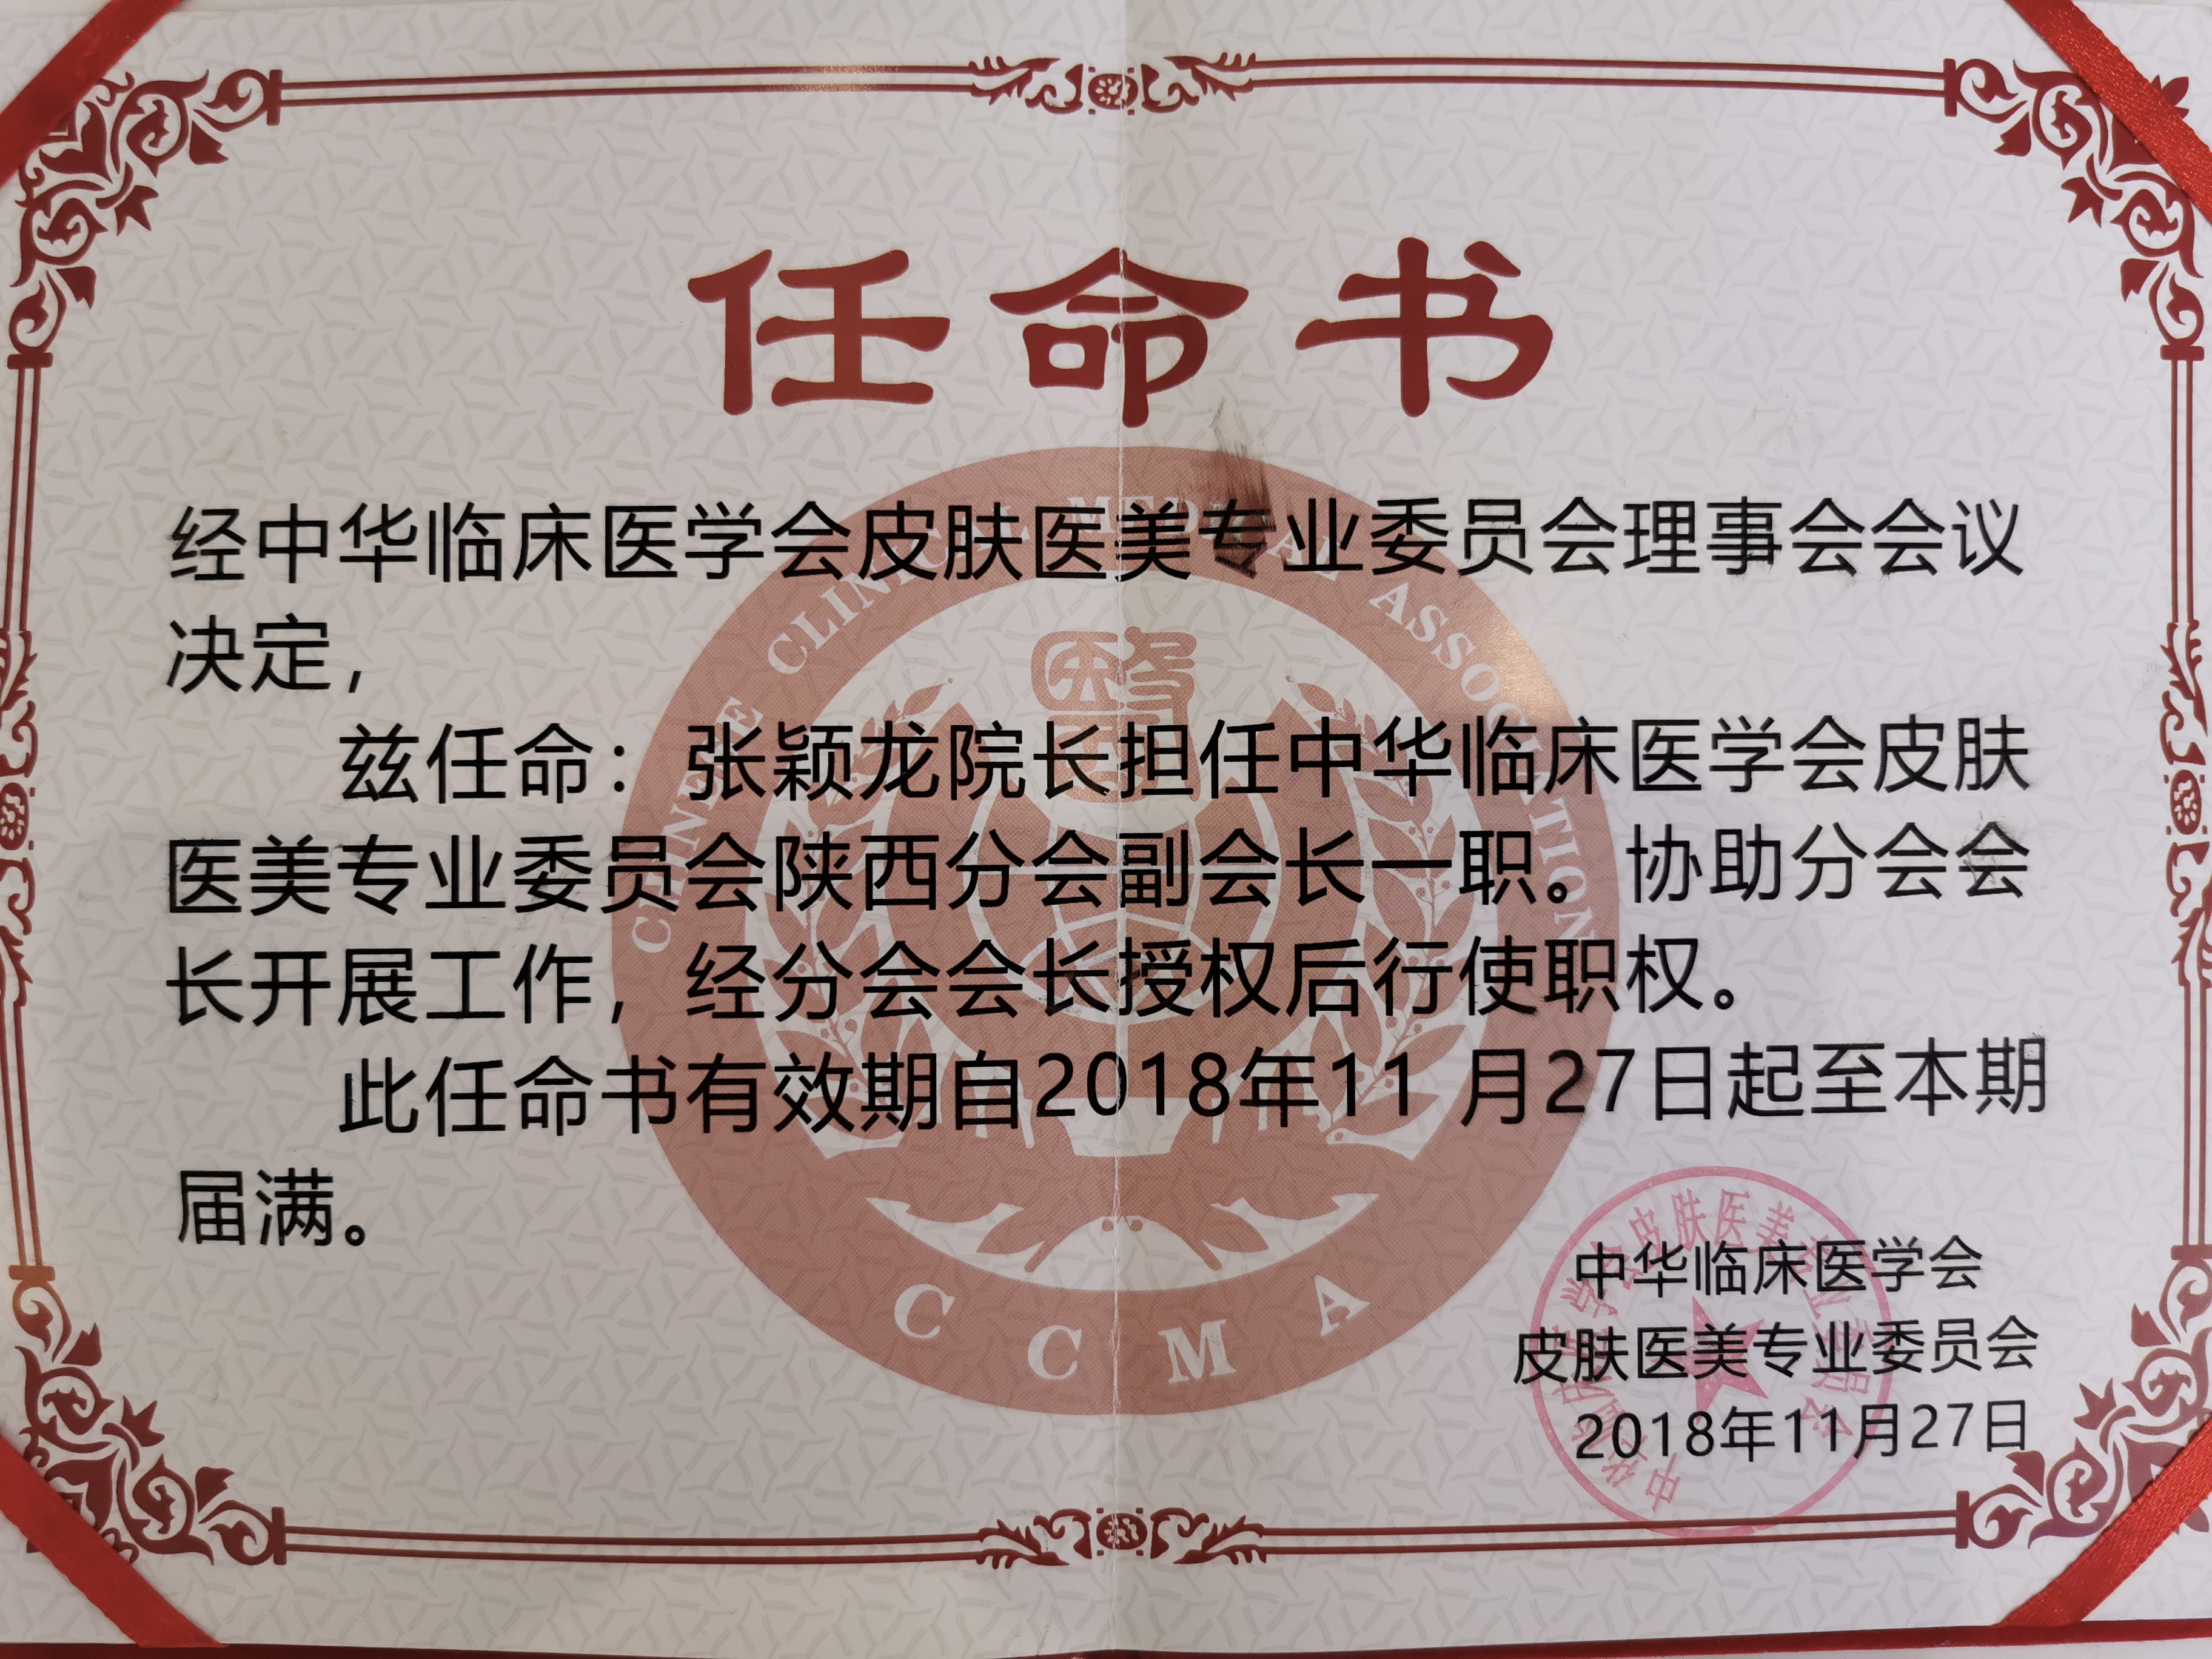 任命书
经中华临床医学会皮肤医美专业委员会理事会会议
决定，
兹任命：张颖龙院长担任中华临床医学会皮肤
医美专业委员会陕西分会副会长一职。协助分会会
长开展工作，经分会会长授权后行使职权。
此任命书有效期自2018年11 月27日起至本期
届满。
中华临床医学会
皮肤医美专业委员会
2018年11月27日
CCMA